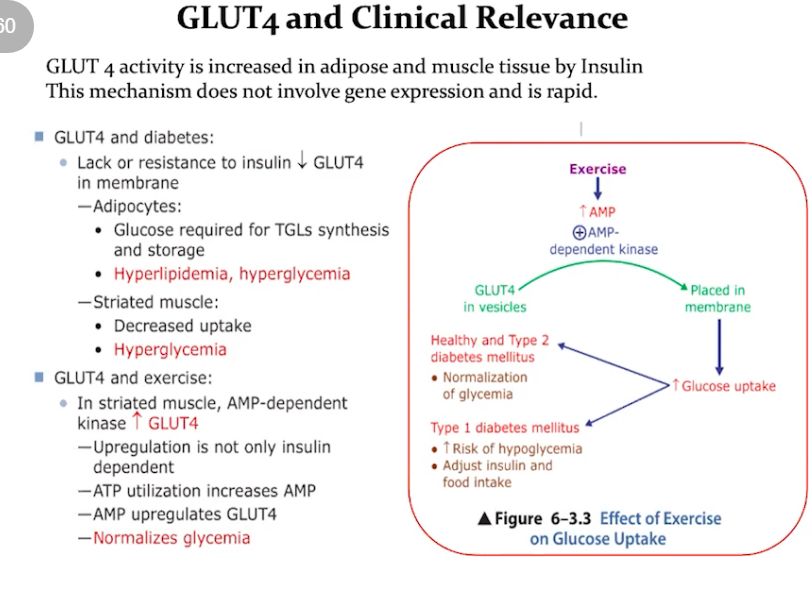 60
GLUT4 and Clinical Relevance
GLUT 4 activity is increased in adipose and muscle tissue by Insulin
This mechanism does not involve gene expression and is rapid.
■ GLUT4 and diabetes:
• Lack or resistance to insulin ↓ GLUT4
in membrane
—Adipocytes:
• Glucose required for TGLs synthesis
and storage
• Hyperlipidemia, hyperglycemia
—Striated muscle:
• Decreased uptake
• Hyperglycemia
■ GLUT4 and exercise:
• In striated muscle, AMP-dependent
kinase ↑ GLUT4
—Upregulation is not only insulin
dependent
—ATP utilization increases AMP
—AMP upregulates GLUT4
—Normalizes glycemia
Exercise
↑ AMP
⊕AMP-
dependent kinase
GLUT4
in vesicles
Placed in
membrane
↑ Glucose uptake
Healthy and Type 2
diabetes mellitus
• Normalization
of glycemia
Type 1 diabetes mellitus
• ↑ Risk of hypoglycemia
• Adjust insulin and
food intake
▲ Figure 6–3.3 Effect of Exercise
on Glucose Uptake